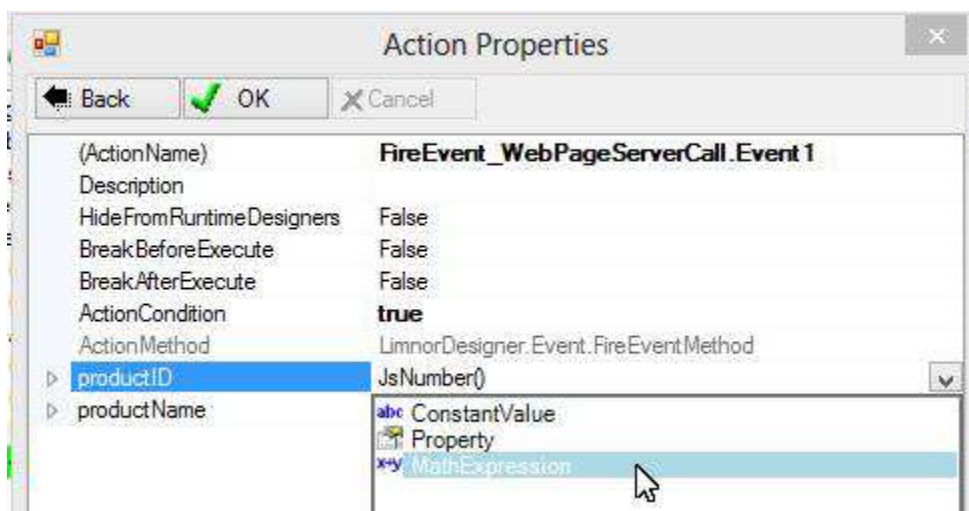 Action Properties
Back OK Cancel
(ActionName) FireEvent_WebPageServerCall.Event1
Description
HideFromRuntimeDesigners False
BreakBeforeExecute False
BreakAfterExecute False
ActionCondition true
ActionMethod LimnorDesigner.Event.FireEventMethod
productID JsNumber()
productName
abc ConstantValue
Property
x+y MathExpression